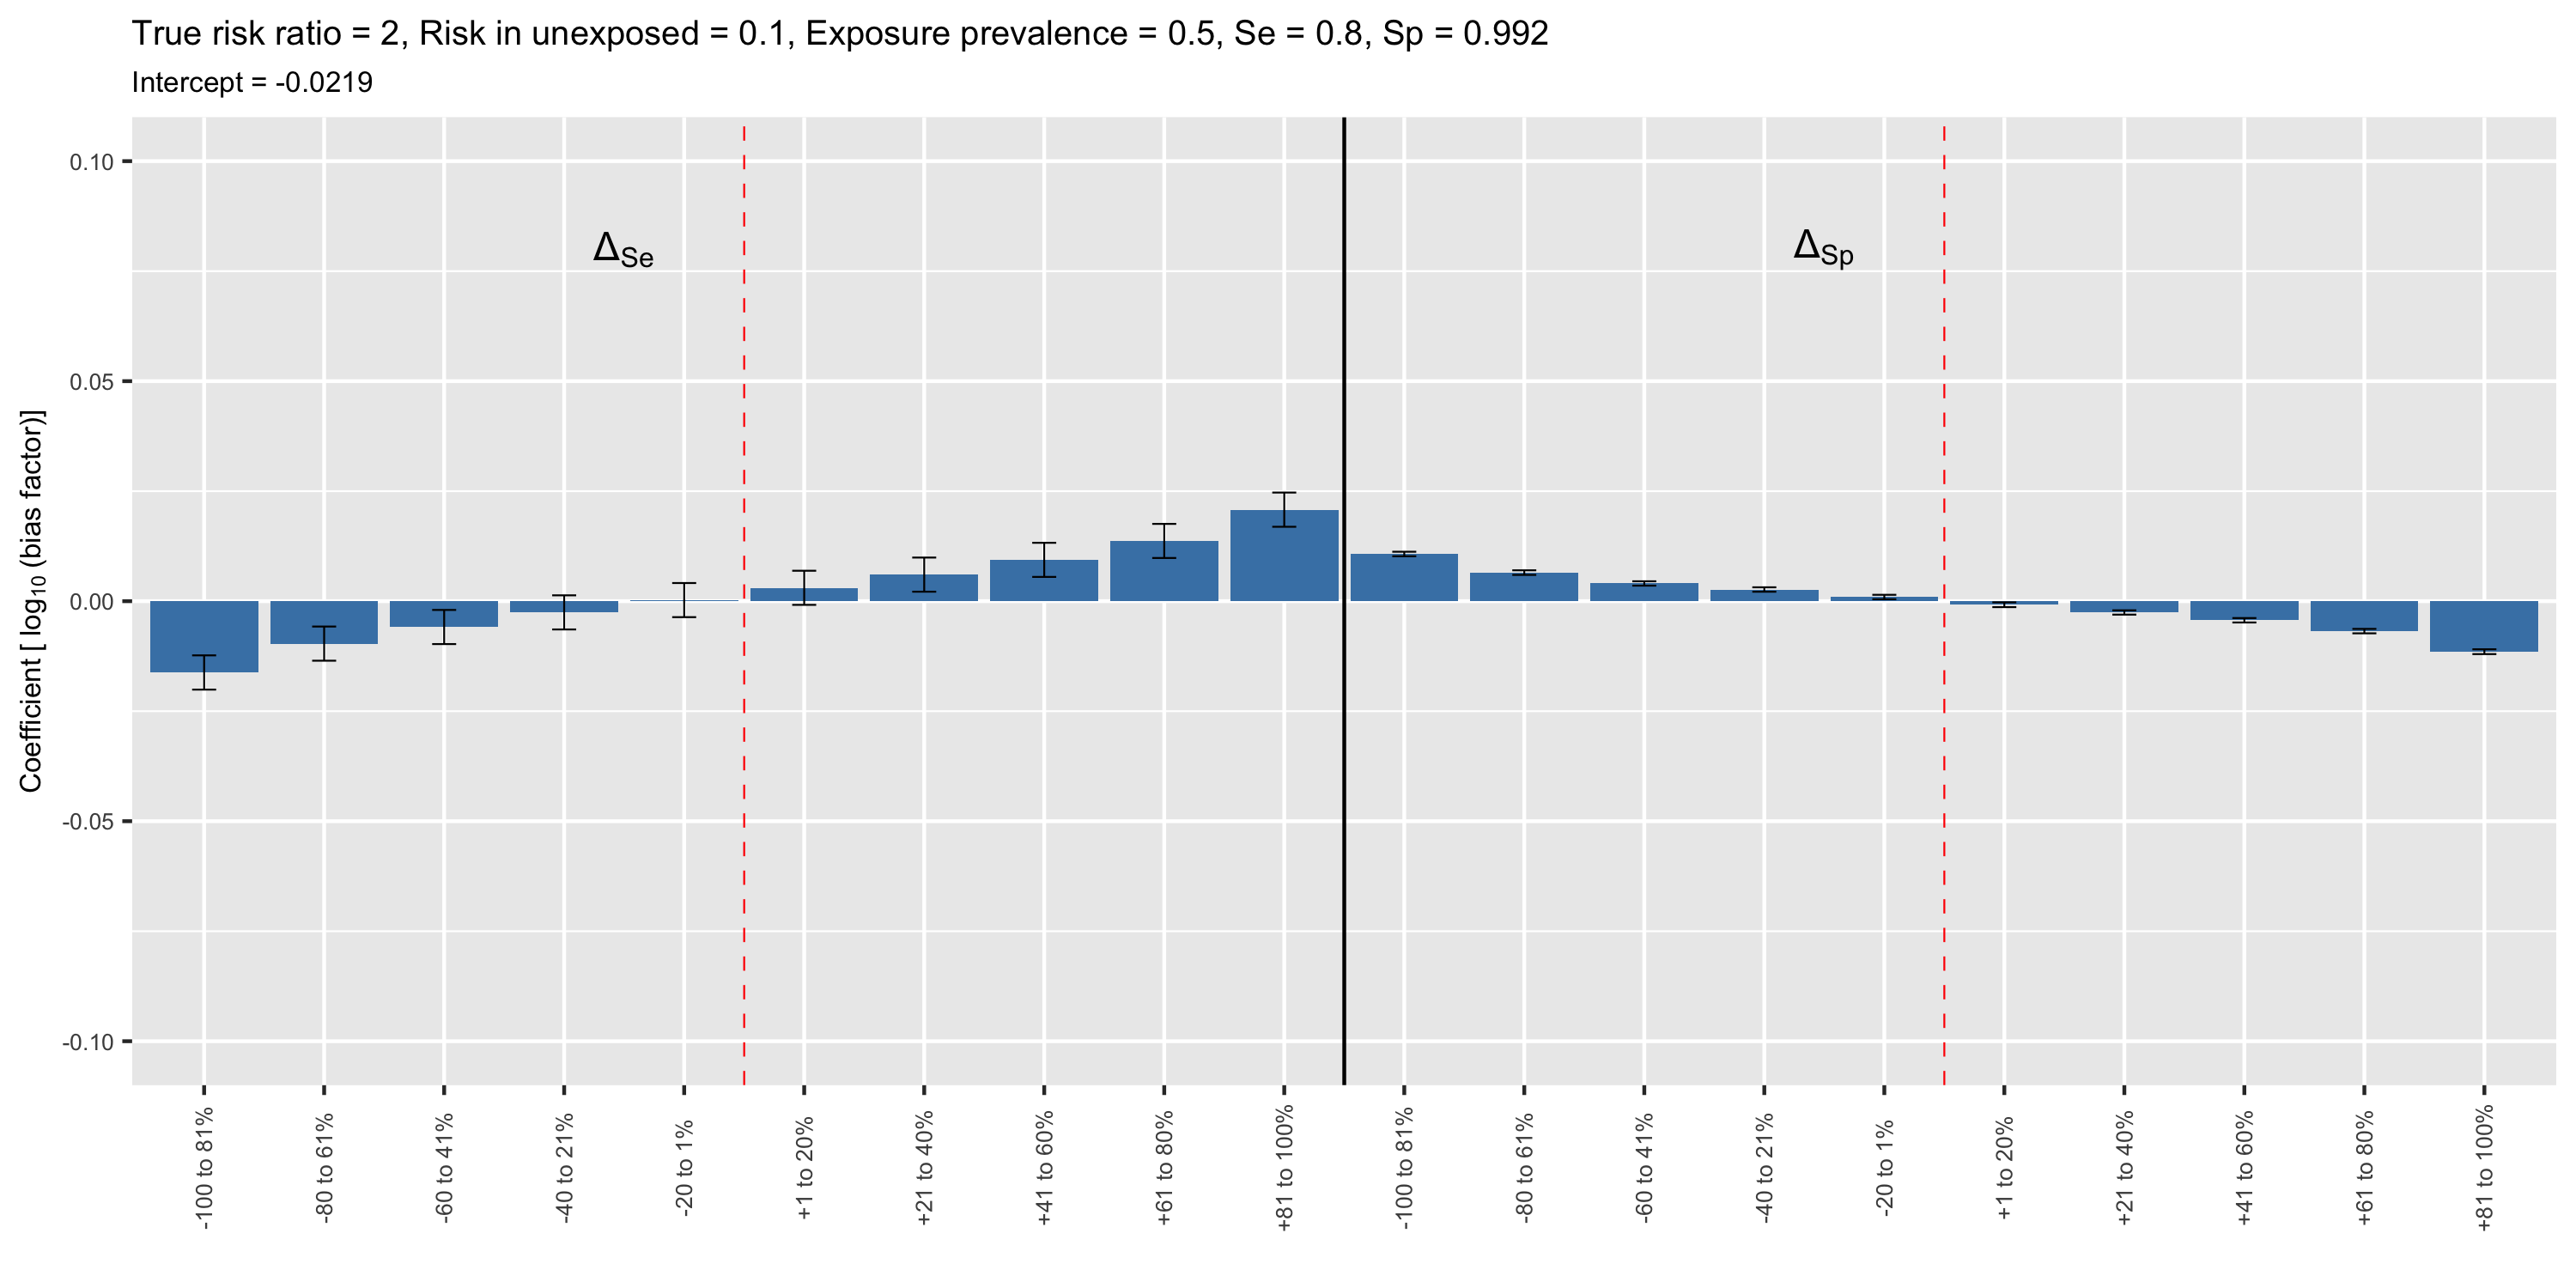 True risk ratio = 2, Risk in unexposed = 0.1, Exposure prevalence = 0.5, Se = 0.8, Sp = 0.992
Intercept = -0.0219
Coefficient [ log10 (bias factor)]
0.10
0.05
0.00
-0.05
-0.10
ΔSe
ΔSp
-100 to 81%
-80 to 61%
-60 to 41%
-40 to 21%
-20 to 1%
+1 to 20%
+21 to 40%
+41 to 60%
+61 to 80%
+81 to 100%
-100 to 81%
-80 to 61%
-60 to 41%
-40 to 21%
-20 to 1%
+1 to 20%
+21 to 40%
+41 to 60%
+61 to 80%
+81 to 100%